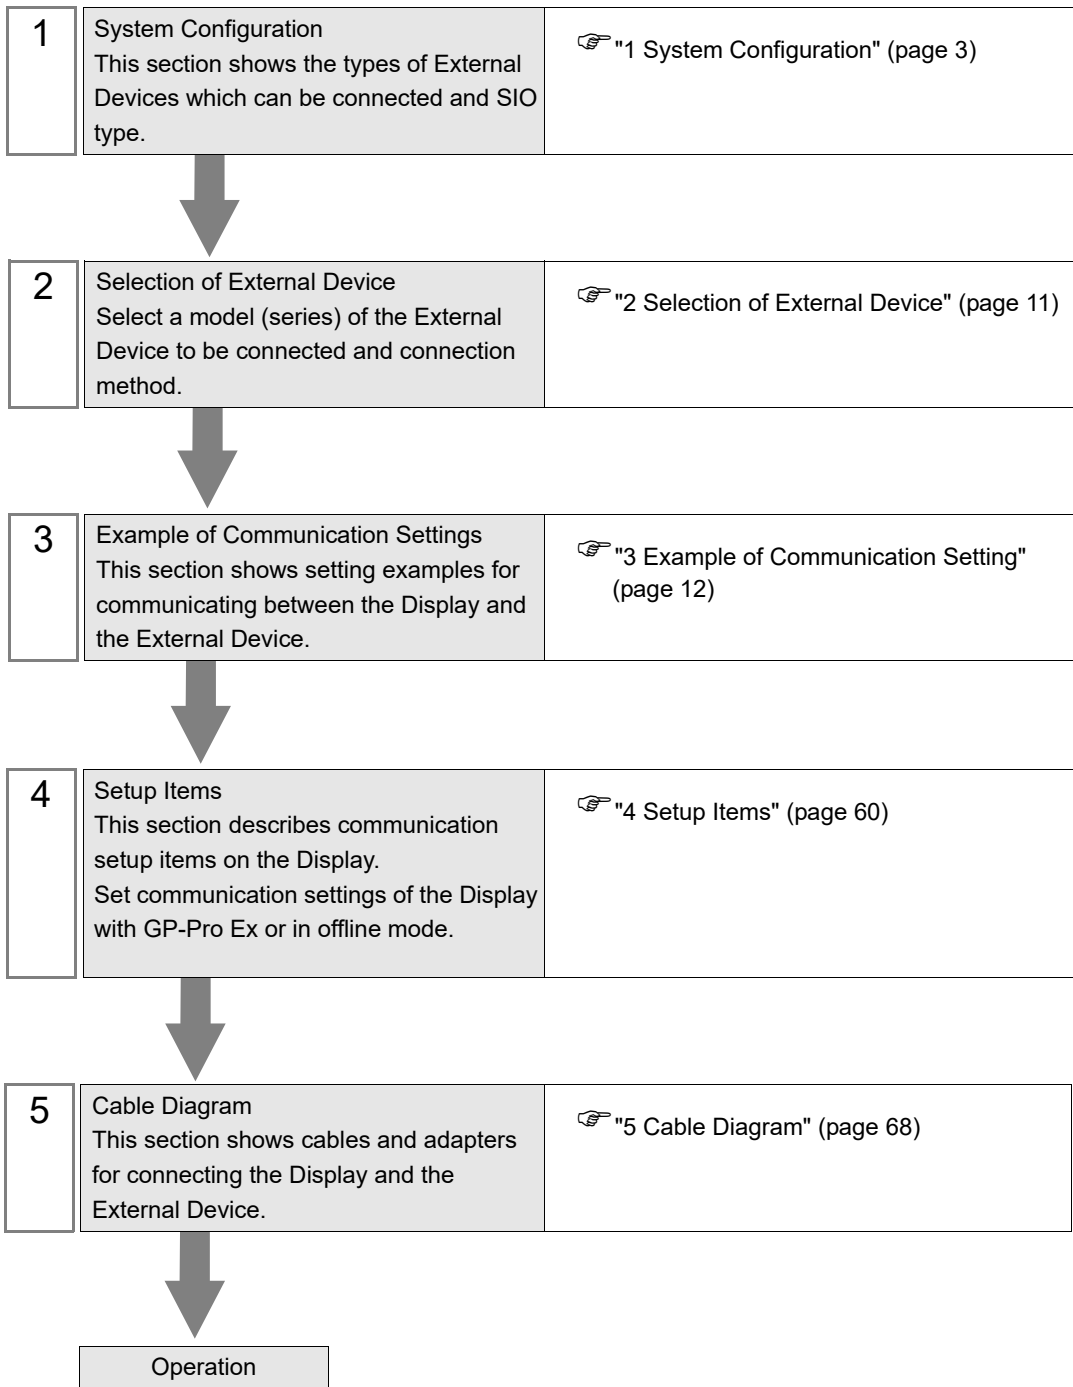 1
System Configuration
This section shows the types of External
Devices which can be connected and SIO
type.
"1 System Configuration" (page 3)
2
Selection of External Device
Select a model (series) of the External
Device to be connected and connection
method.
"2 Selection of External Device" (page 11)
3
Example of Communication Settings
This section shows setting examples for
communicating between the Display and
the External Device.
"3 Example of Communication Setting"
(page 12)
4
Setup Items
This section describes communication
setup items on the Display.
Set communication settings of the Display
with GP-Pro Ex or in offline mode.
"4 Setup Items" (page 60)
5
Cable Diagram
This section shows cables and adapters
for connecting the Display and the
External Device.
"5 Cable Diagram" (page 68)
Operation